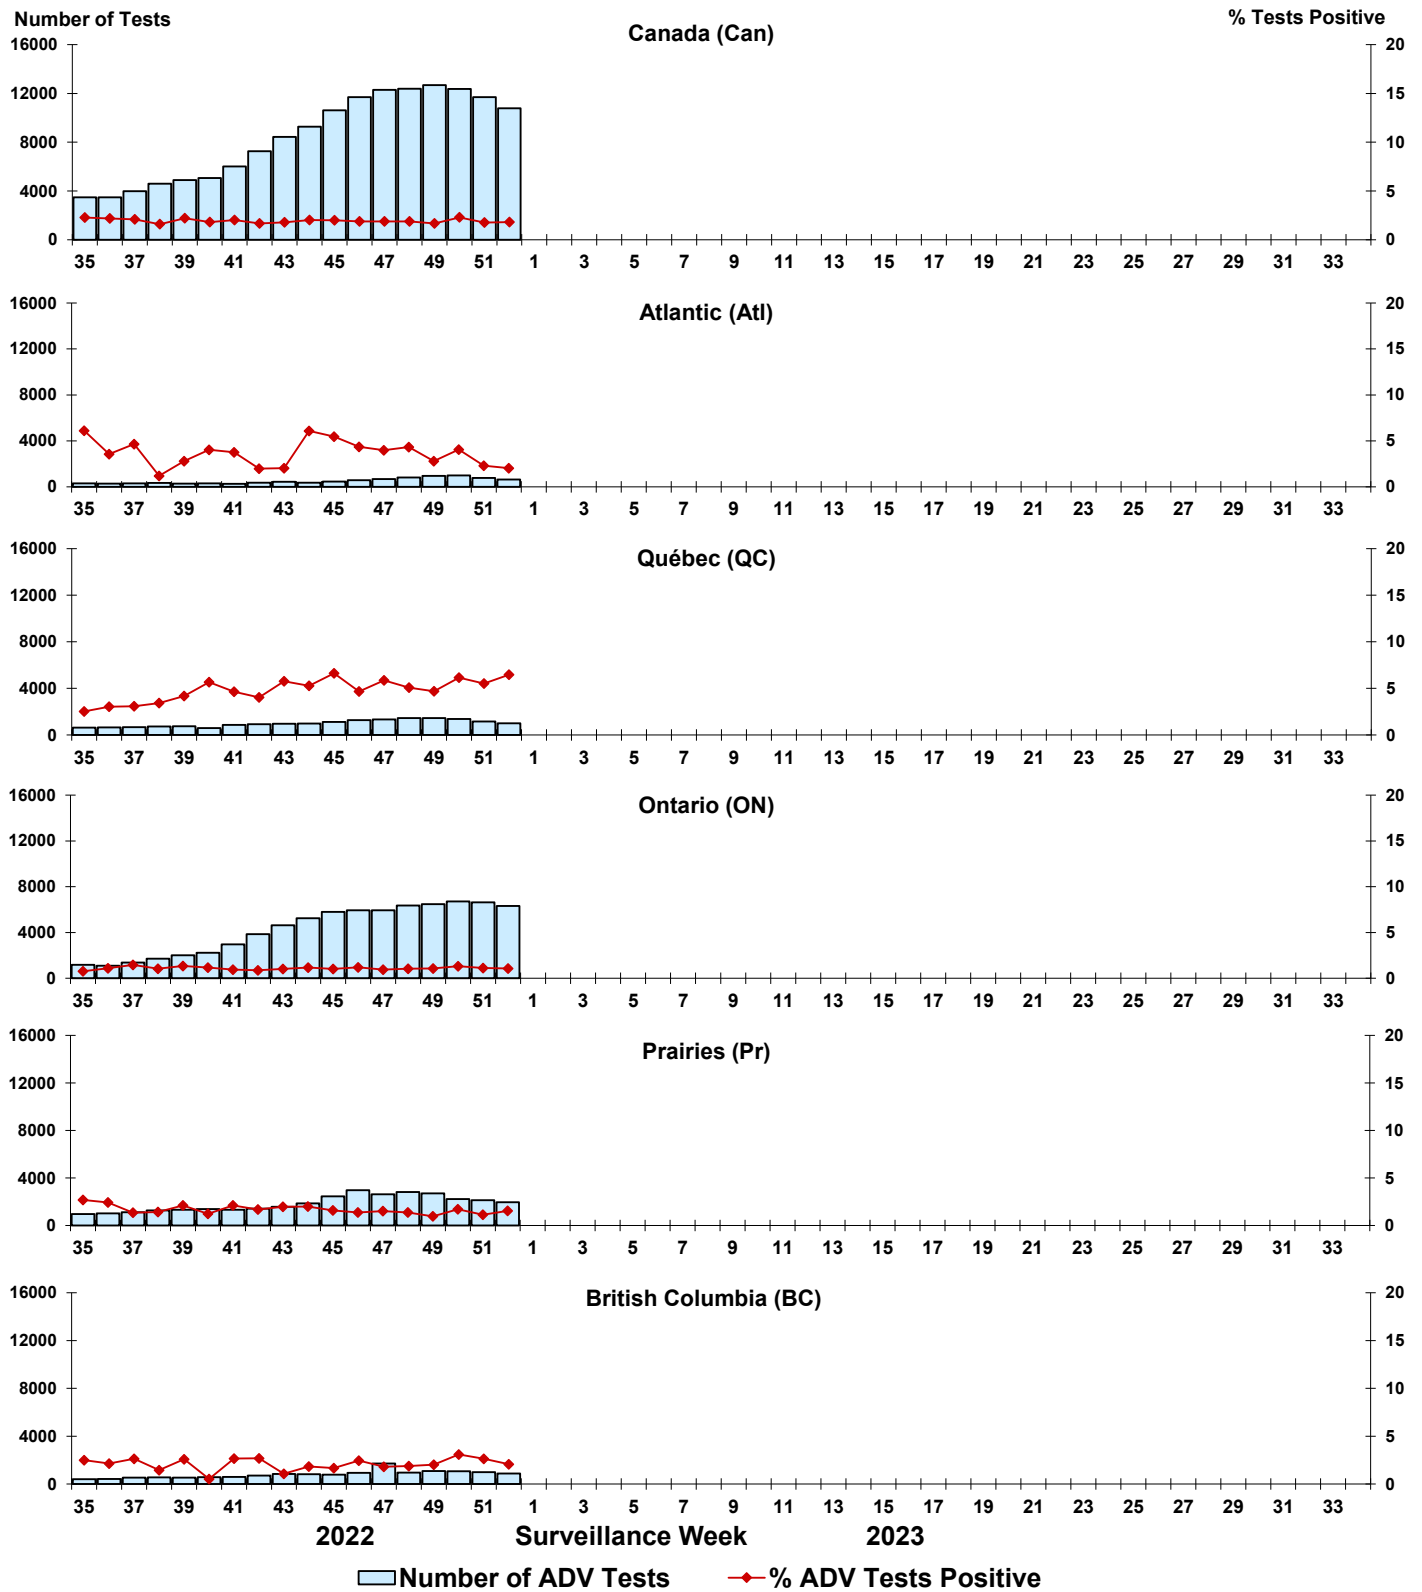 Number of Tests % Tests Positive
Canada (Can)
16000 20
12000 15
8000 10
4000 5
0 0
35 37 39 41 43 45 47 49 51 1 3 5 7 9 11 13 15 17 19 21 23 25 27 29 31 33
Atlantic (Atl)
16000 20
12000 15
8000 10
4000 5
0 0
35 37 39 41 43 45 47 49 51 1 3 5 7 9 11 13 15 17 19 21 23 25 27 29 31 33
Québec (QC)
16000 20
12000 15
8000 10
4000 5
0 0
35 37 39 41 43 45 47 49 51 1 3 5 7 9 11 13 15 17 19 21 23 25 27 29 31 33
Ontario (ON)
16000 20
12000 15
8000 10
4000 5
0 0
35 37 39 41 43 45 47 49 51 1 3 5 7 9 11 13 15 17 19 21 23 25 27 29 31 33
Prairies (Pr)
16000 20
12000 15
8000 10
4000 5
0 0
35 37 39 41 43 45 47 49 51 1 3 5 7 9 11 13 15 17 19 21 23 25 27 29 31 33
British Columbia (BC)
16000 20
12000 15
8000 10
4000 5
0 0
35 37 39 41 43 45 47 49 51 1 3 5 7 9 11 13 15 17 19 21 23 25 27 29 31 33
2022 Surveillance Week 2023
Number of ADV Tests % ADV Tests Positive